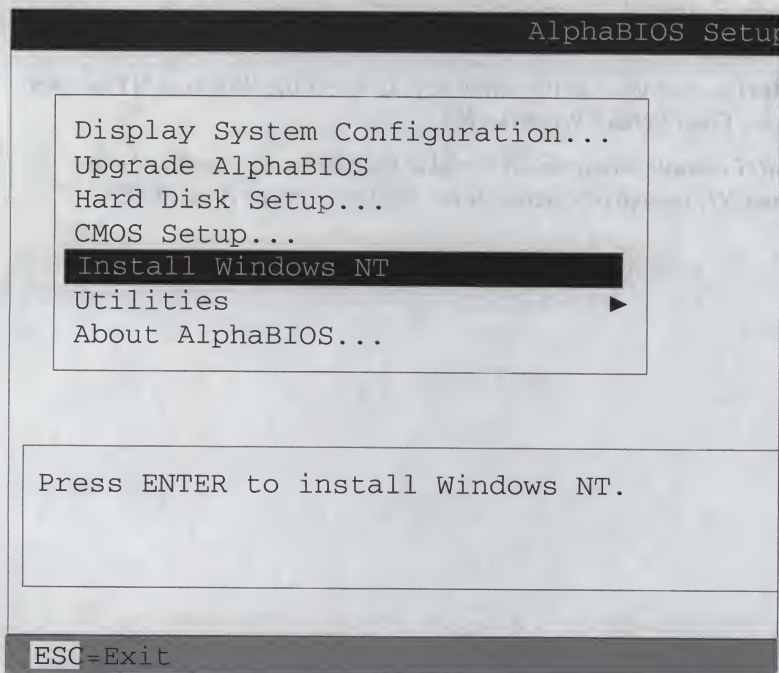 AlphaBIOS Setup
Display System Configuration...
Upgrade AlphaBIOS
Hard Disk Setup...
CMOS Setup...
Install Windows NT
Utilities ▶
About AlphaBIOS...
Press ENTER to install Windows NT.
ESC=Exit